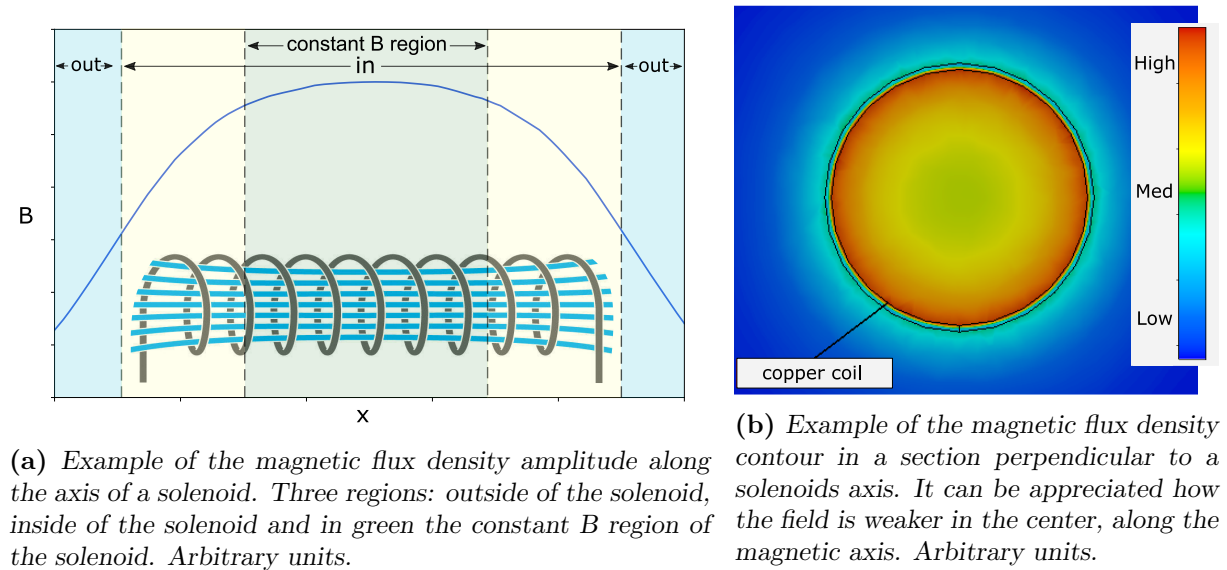 constant B region
out
in
out
B
x
(a) Example of the magnetic flux density amplitude along
the axis of a solenoid. Three regions: outside of the solenoid,
inside of the solenoid and in green the constant B region of
the solenoid. Arbitrary units.
High
Med
Low
copper coil
(b) Example of the magnetic flux density
contour in a section perpendicular to a
solenoids axis. It can be appreciated how
the field is weaker in the center, along the
magnetic axis. Arbitrary units.